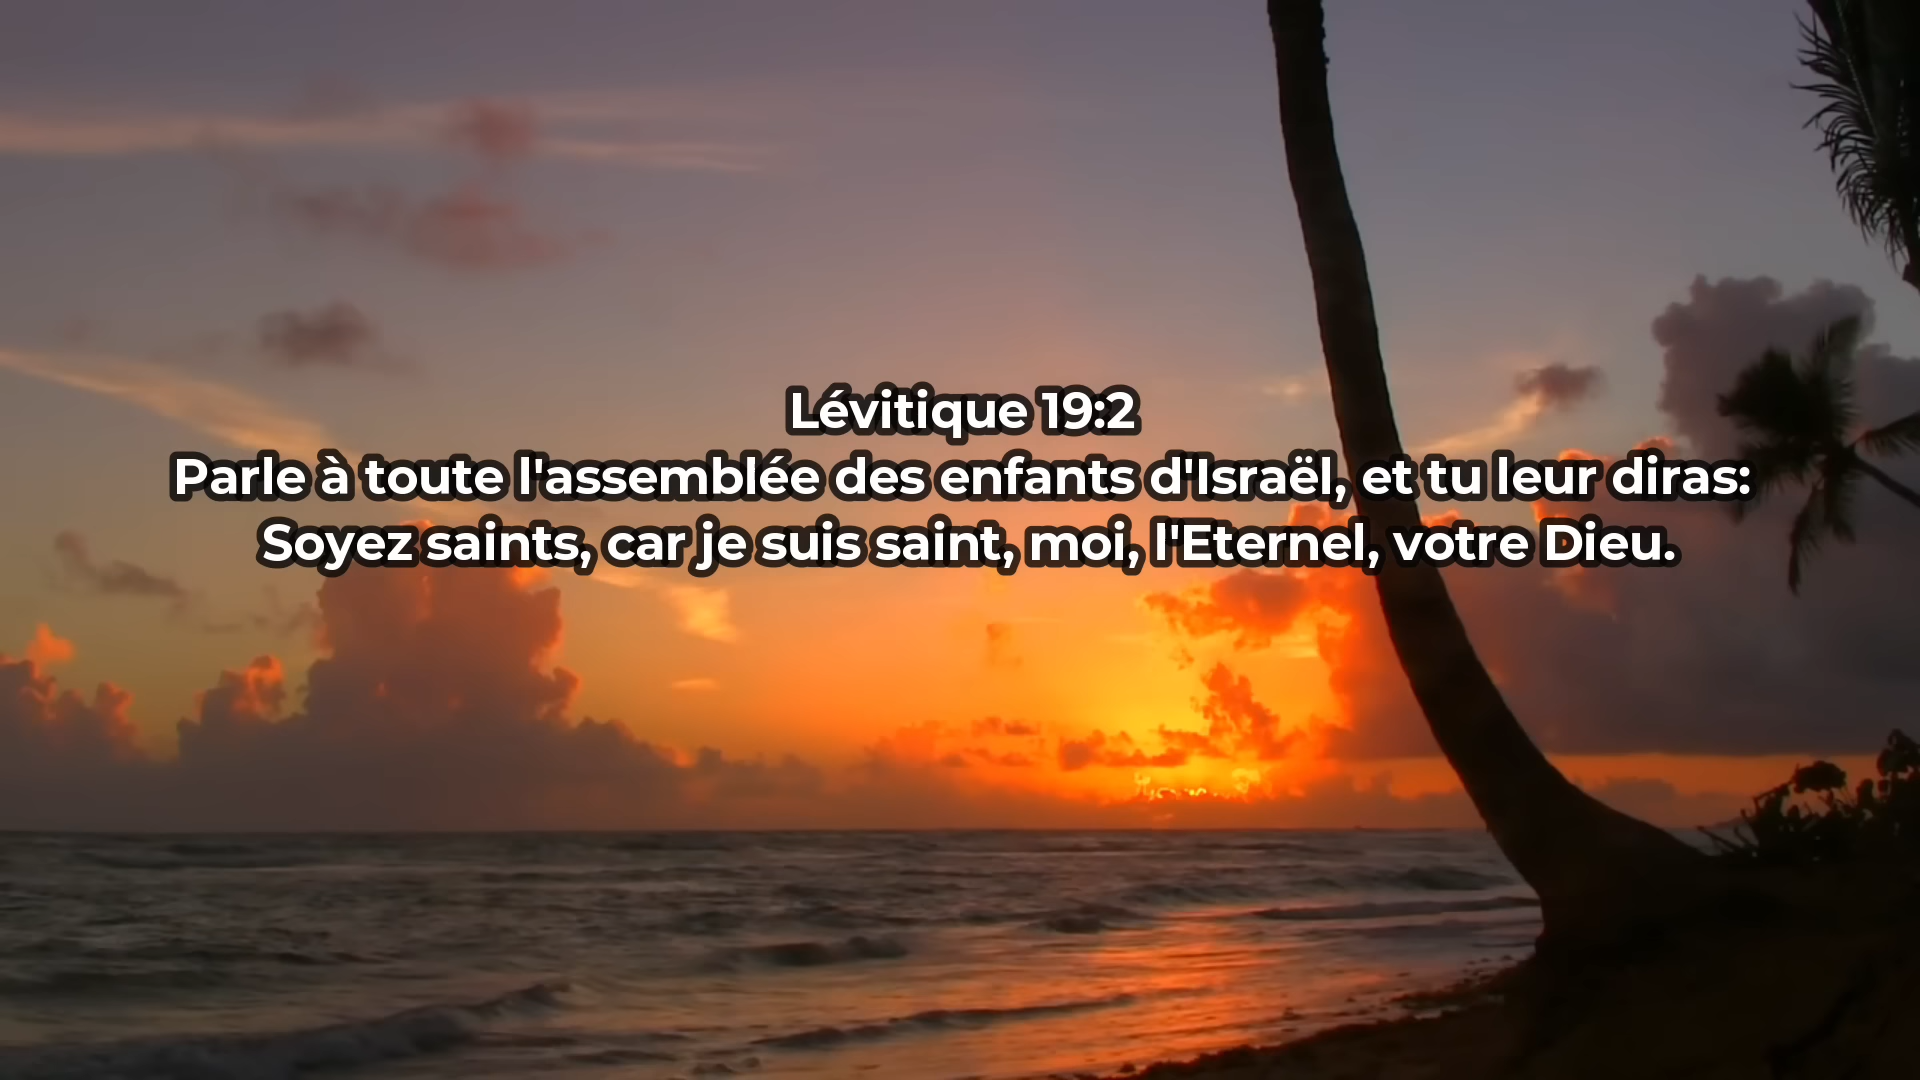 Lévitique 19:2
Parle à toute l'assemblée des enfants d'Israël, et tu leur diras:
Soyez saints, car je suis saint, moi, l'Eternel, votre Dieu.